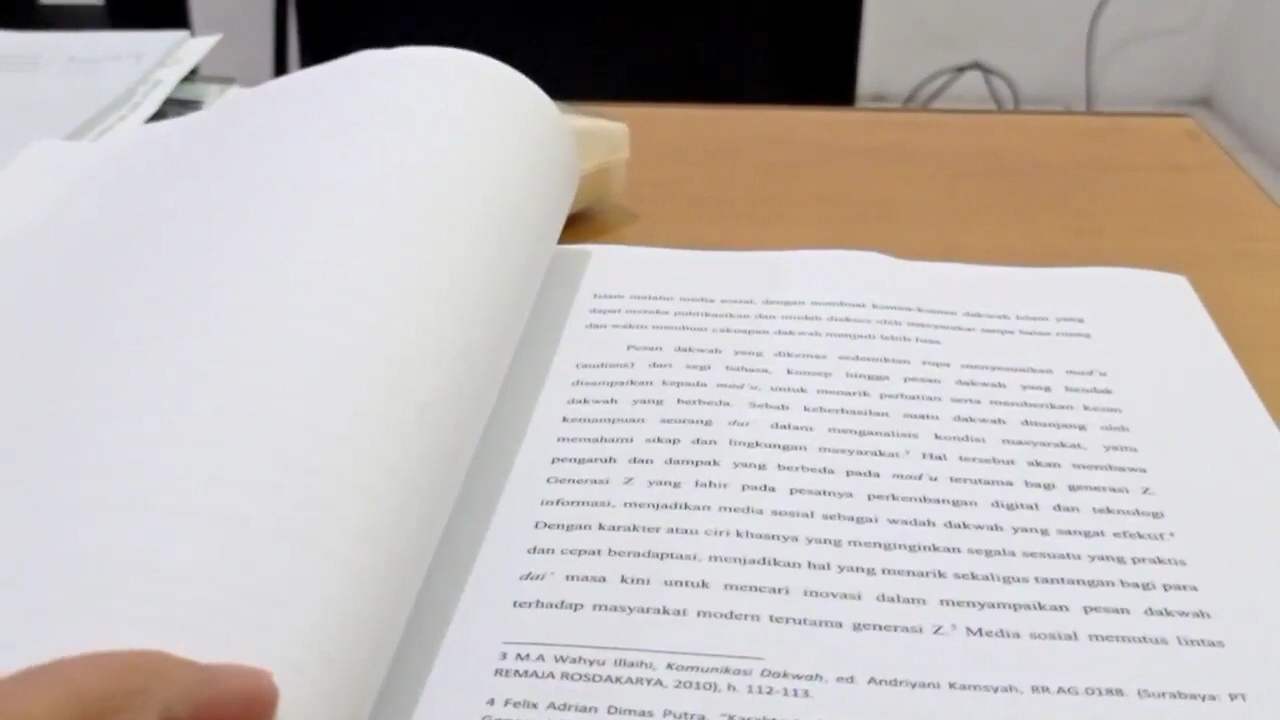 Islam melalui media sosial, dengan membuat konten-konten dakwah Islam yang
dapat mereka publikasikan dan mudah diakses oleh masyarakat tanpa batas ruang
dan waktu membuat cakupan dakwah menjadi lebih luas.
Pesan dakwah yang dikemas sedemikian rupa menyesuaikan mad'u
(audiens) dari segi bahasa, konsep hingga pesan dakwah yang hendak
disampaikan kepada mad'u, untuk menarik perhatian serta memberikan kesan
dakwah yang berbeda. Sebab keberhasilan suatu dakwah ditunjang oleh
kemampuan seorang dai dalam menganalisis kondisi masyarakat, yaitu
memahami sikap dan lingkungan masyarakat.³ Hal tersebut akan membawa
pengaruh dan dampak yang berbeda pada mad'u terutama bagi generasi Z.
Generasi Z yang lahir pada pesatnya perkembangan digital dan teknologi
informasi, menjadikan media sosial sebagai wadah dakwah yang sangat efektif.⁴
Dengan karakter atau ciri khasnya yang menginginkan segala sesuatu yang praktis
dan cepat beradaptasi, menjadikan hal yang menarik sekaligus tantangan bagi para
dai' masa kini untuk mencari inovasi dalam menyampaikan pesan dakwah
terhadap masyarakat modern terutama generasi Z.⁵ Media sosial memutus lintas
3 M.A Wahyu Illaihi, Komunikasi Dakwah, ed. Andriyani Kamsyah, RR.AG.0188. (Surabaya: PT
REMAJA ROSDAKARYA, 2010), h. 112-113.
4 Felix Adrian Dimas Putra,